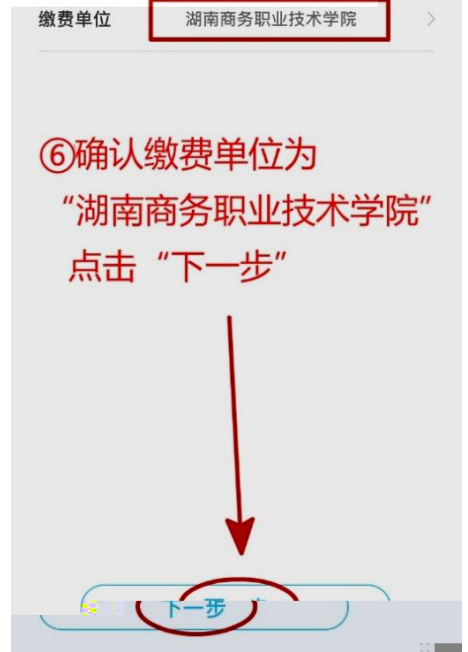 缴费单位 湖南商务职业技术学院
⑥确认缴费单位为
“湖南商务职业技术学院”
点击“下一步”
下一步